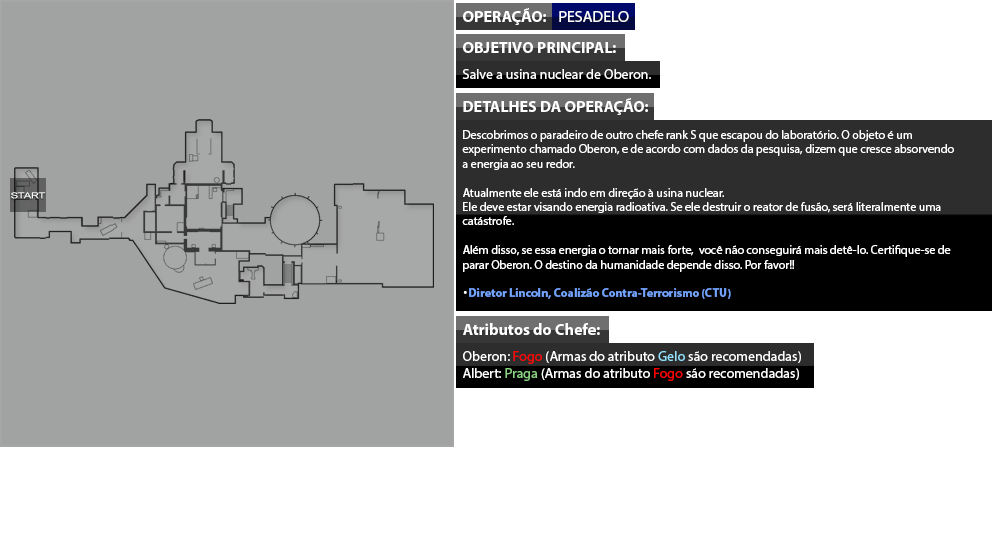 START
OPERAÇÃO: PESADELO
OBJETIVO PRINCIPAL:
Salve a usina nuclear de Oberon.
DETALHES DA OPERAÇÃO:
Descobrimos o paradeiro de outro chefe rank S que escapou do laboratório. O objeto é um
experimento chamado Oberon, e de acordo com dados da pesquisa, dizem que cresce absorvendo
a energia ao seu redor.
Atualmente ele está indo em direção à usina nuclear.
Ele deve estar visando energia radioativa. Se ele destruir o reator de fusão, será literalmente uma
catástrofe.
Além disso, se essa energia o tornar mais forte,  você não conseguirá mais detê-lo. Certifique-se de
parar Oberon. O destino da humanidade depende disso. Por favor!!
•Diretor Lincoln, Coalizão Contra-Terrorismo (CTU)
Atributos do Chefe:
Oberon: Fogo (Armas do atributo Gelo são recomendadas)
Albert: Praga (Armas do atributo Fogo são recomendadas)